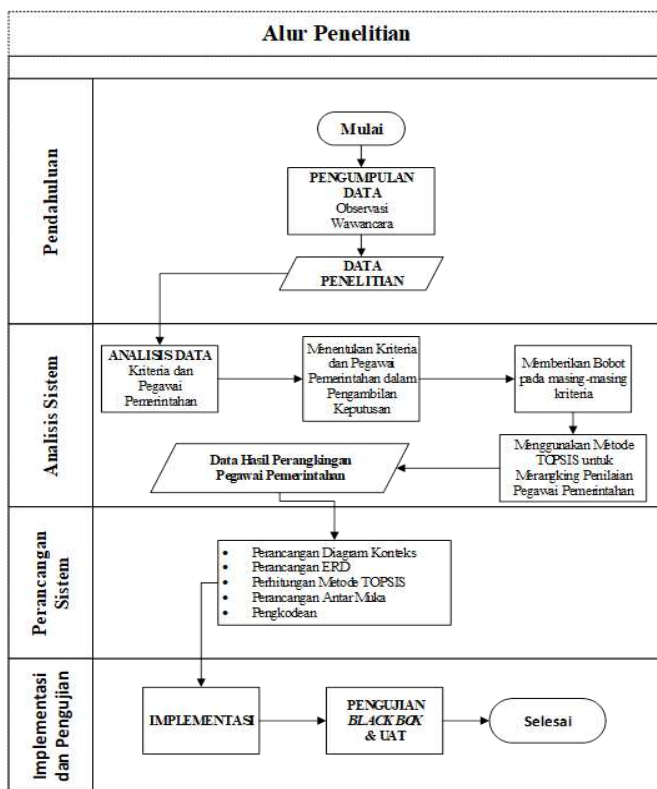 Alur Penelitian
Pendahuluan
Mulai
PENGUMPULAN
DATA
Observasi
Wawancara
DATA
PENELITIAN
Analisis Sistem
ANALISIS DATA
Kriteria dan
Pegawai
Pemerintahan
Menentukan Kriteria
dan Pegawai
Pemerintahan dalam
Pengambilan
Keputusan
Memberikan Bobot
pada masing-masing
kriteria
Menggunakan Metode
TOPSIS untuk
Merangking Penilaian
Pegawai Pemerintahan
Data Hasil Perangkingan
Pegawai Pemerintahan
Perancangan
Sistem
• Perancangan Diagram Konteks
• Perancangan ERD
• Perhitungan Metode TOPSIS
• Perancangan Antar Muka
• Pengkodean
Implementasi
dan Pengujian
IMPLEMENTASI
PENGUJIAN
BLACK BOX
& UAT
Selesai